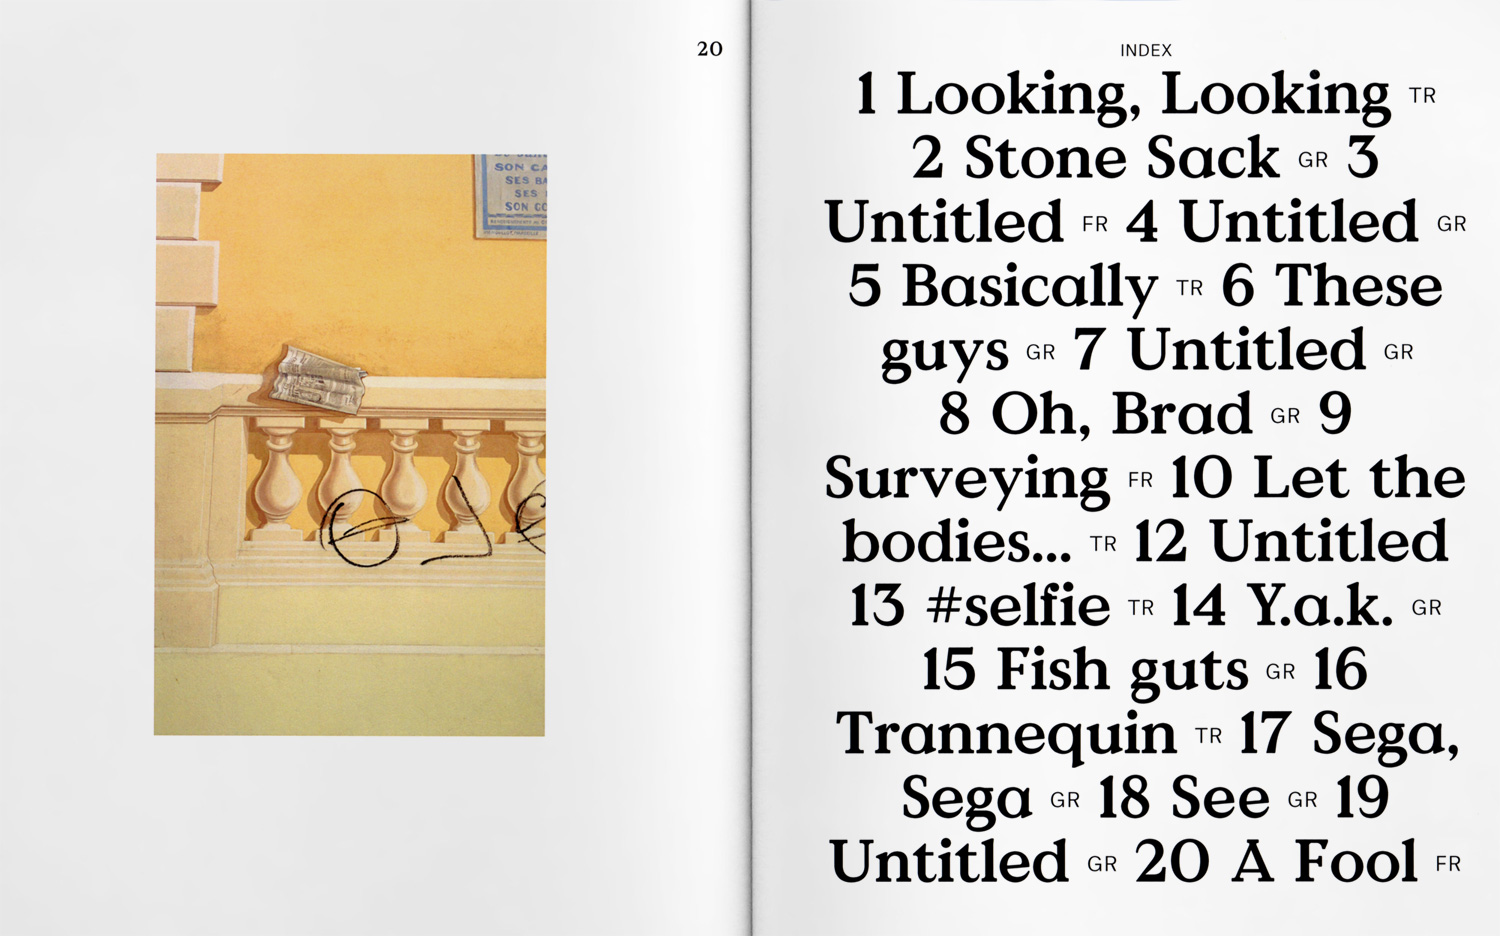 20
SON CA
SES BA
SES
SON CO
INDEX
1 Looking, Looking TR
2 Stone Sack GR 3
Untitled FR 4 Untitled GR
5 Basically TR 6 These
guys GR 7 Untitled GR
8 Oh, Brad GR 9
Surveying FR 10 Let the
bodies... TR 12 Untitled
13 #selfie TR 14 Y.a.k. GR
15 Fish guts GR 16
Trannequin TR 17 Sega,
Sega GR 18 See GR 19
Untitled GR 20 A Fool FR